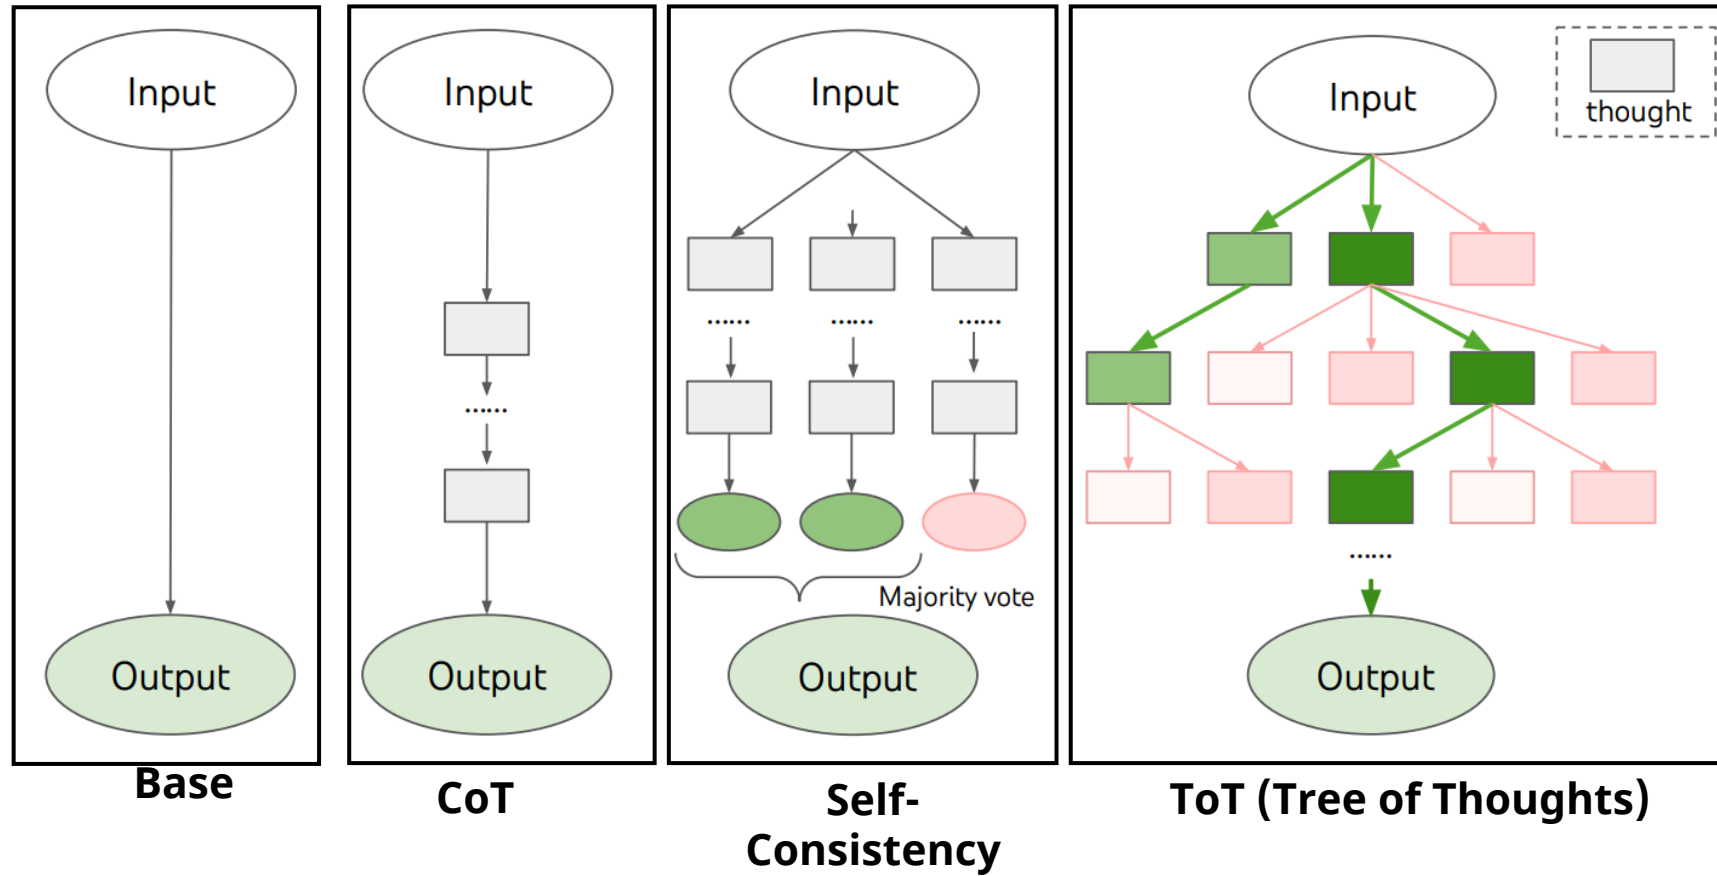 Input
Output
Base
Input
......
Output
CoT
Input
...... ...... ......
Majority vote
Output
Self-
Consistency
Input
thought
......
Output
ToT (Tree of Thoughts)